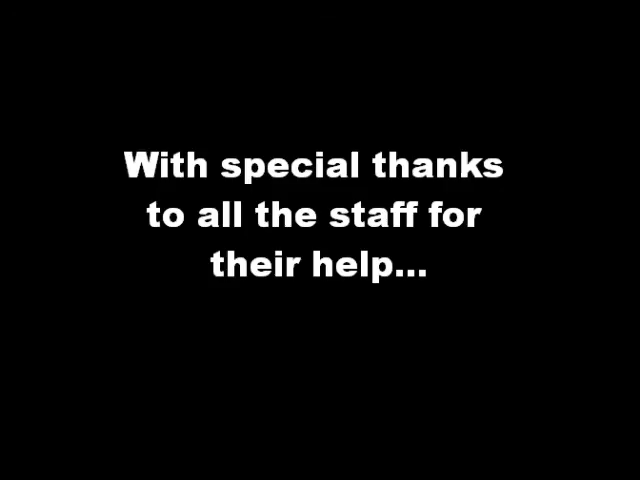 With special thanks
to all the staff for
their help...